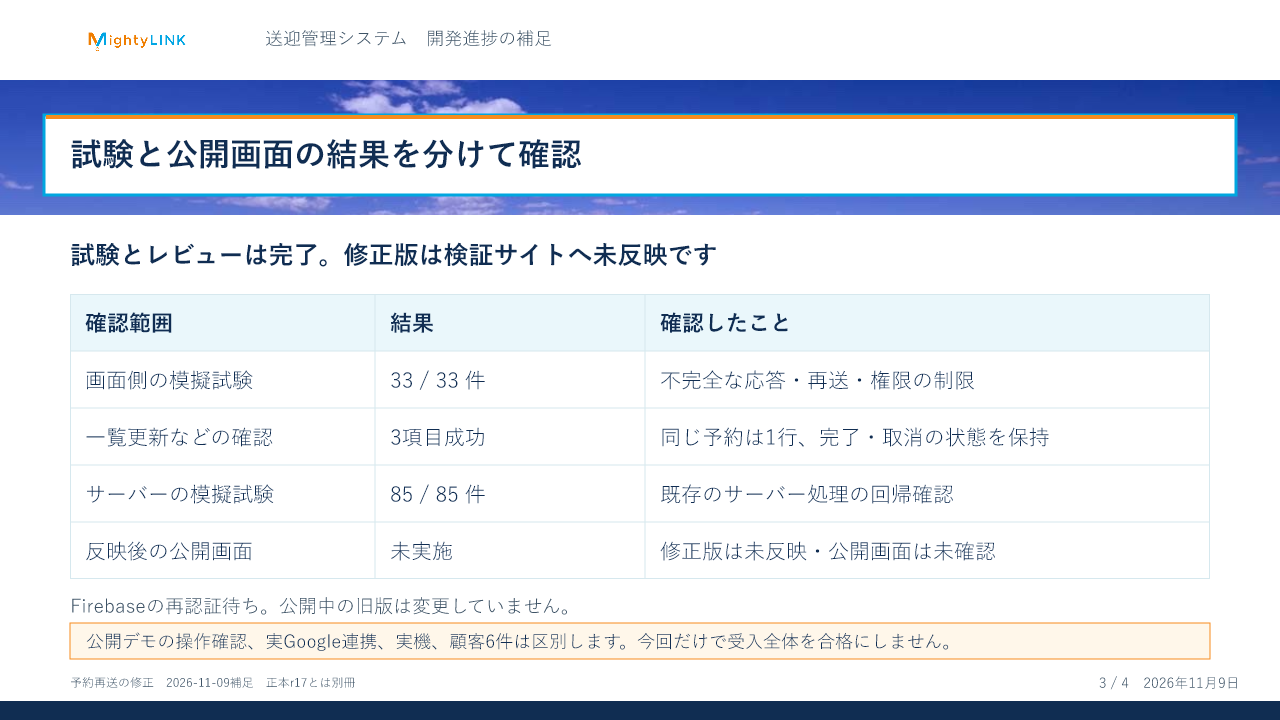 MightyLINK
送迎管理システム　開発進捗の補足
試験と公開画面の結果を分けて確認
試験とレビューは完了。修正版は検証サイトへ未反映です
確認範囲 結果 確認したこと
画面側の模擬試験 33 / 33 件 不完全な応答・再送・権限の制限
一覧更新などの確認 3項目成功 同じ予約は1行、完了・取消の状態を保持
サーバーの模擬試験 85 / 85 件 既存のサーバー処理の回帰確認
反映後の公開画面 未実施 修正版は未反映・公開画面は未確認
Firebaseの再認証待ち。公開中の旧版は変更していません。
公開デモの操作確認、実Google連携、実機、顧客6件は区別します。今回だけで受入全体を合格にしません。
予約再送の修正　2026-11-09補足　正本r17とは別冊
3 / 4　2026年11月9日